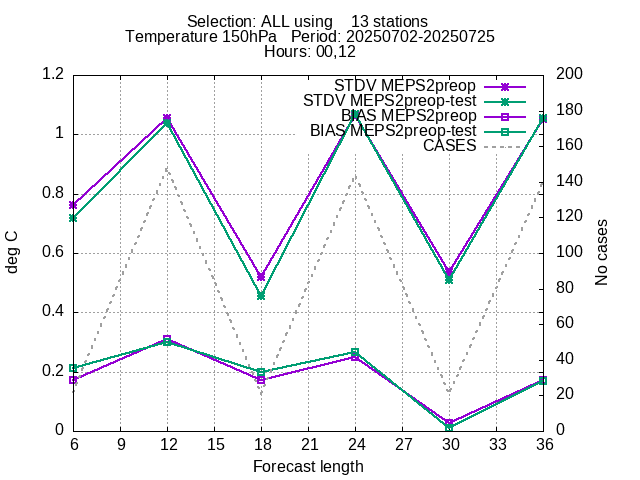 Selection: ALL using    13 stations
Temperature 150hPa   Period: 20250702-20250725
Hours: 00,12
STDV MEPS2preop
STDV MEPS2preop-test
BIAS MEPS2preop
BIAS MEPS2preop-test
CASES
1.2
1
0.8
0.6
0.4
0.2
0
deg C
200
180
160
140
120
100
80
60
40
20
0
No cases
6 9 12 15 18 21 24 27 30 33 36
Forecast length